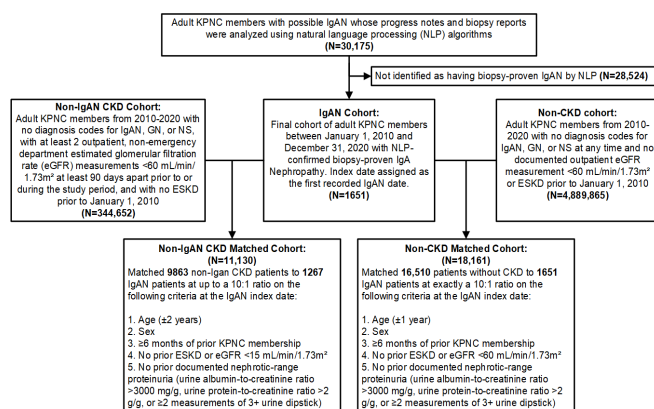 Adult KPNC members with possible IgAN whose progress notes and biopsy reports
were analyzed using natural language processing (NLP) algorithms
(N=30,175)
Not identified as having biopsy-proven IgAN by NLP (N=28,524)
Non-IgAN CKD Cohort:
Adult KPNC members from 2010-2020 with
no diagnosis codes for IgAN, GN, or NS,
with at least 2 outpatient, non-emergency
department estimated glomerular filtration
rate (eGFR) measurements <60 mL/min/
1.73m² at least 90 days apart prior to or
during the study period, and with no ESKD
prior to January 1, 2010
(N=344,652)
IgAN Cohort:
Final cohort of adult KPNC members
between January 1, 2010 and
December 31, 2020 with NLP-
confirmed biopsy-proven IgA
Nephropathy. Index date assigned as
the first recorded IgAN date.
(N=1651)
Non-CKD cohort:
Adult KPNC members from 2010-
2020 with no diagnosis codes for
IgAN, GN, or NS at any time and no
documented outpatient eGFR
measurement <60 mL/min/1.73m²
or ESKD prior to January 1, 2010
(N=4,889,865)
Non-IgAN CKD Matched Cohort:
(N=11,130)
Matched 9863 non-Igan CKD patients to 1267
IgAN patients at up to a 10:1 ratio on the
following criteria at the IgAN index date:
1. Age (±2 years)
2. Sex
3. ≥6 months of prior KPNC membership
4. No prior ESKD or eGFR <15 mL/min/1.73m²
5. No prior documented nephrotic-range
proteinuria (urine albumin-to-creatinine ratio
>3000 mg/g, urine protein-to-creatinine ratio >2
g/g, or ≥2 measurements of 3+ urine dipstick)
Non-CKD Matched Cohort:
(N=18,161)
Matched 16,510 patients without CKD to 1651
IgAN patients at exactly a 10:1 ratio on the
following criteria at the IgAN index date:
1. Age (±1 year)
2. Sex
3. ≥6 months of prior KPNC membership
4. No prior ESKD or eGFR <60 mL/min/1.73m²
5. No prior documented nephrotic-range
proteinuria (urine albumin-to-creatinine ratio
>3000 mg/g, urine protein-to-creatinine ratio >2
g/g, or ≥2 measurements of 3+ urine dipstick)